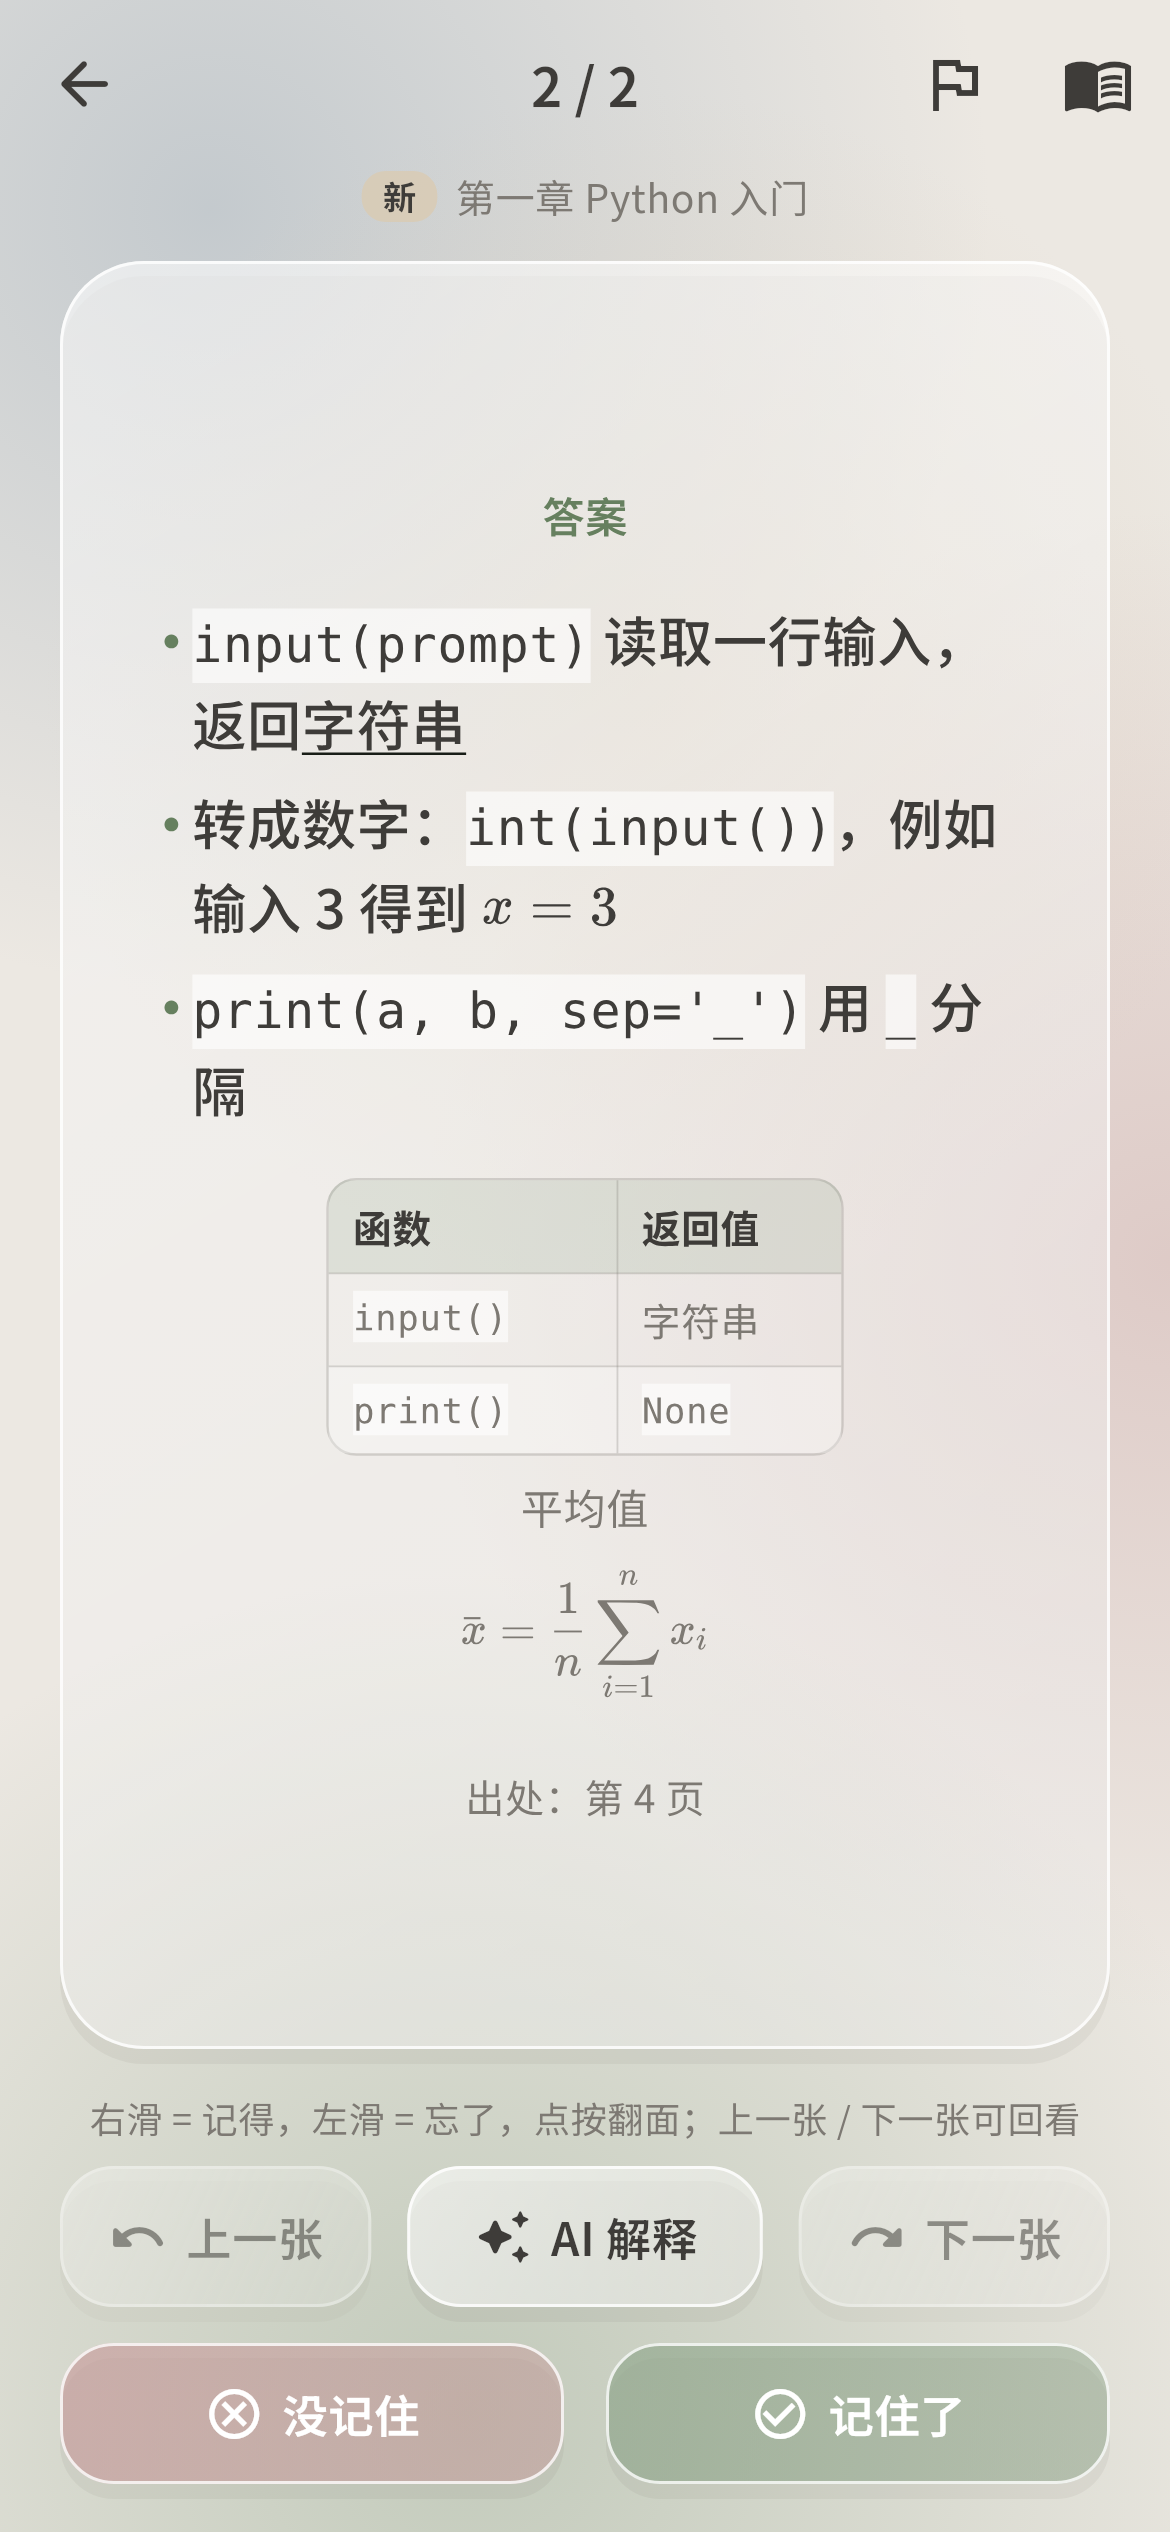 2 / 2
新 第一章 Python 入门
答案
• input(prompt) 读取一行输入，
返回字符串
• 转成数字：int(input())，例如
输入 3 得到 x = 3
• print(a, b, sep='_') 用 _ 分
隔
函数 返回值
input() 字符串
print() None
平均值
x̄ = 1/n ∑_{i=1}^{n} x_i
出处：第 4 页
右滑 = 记得，左滑 = 忘了，点按翻面；上一张 / 下一张可回看
上一张 AI 解释 下一张
没记住 记住了